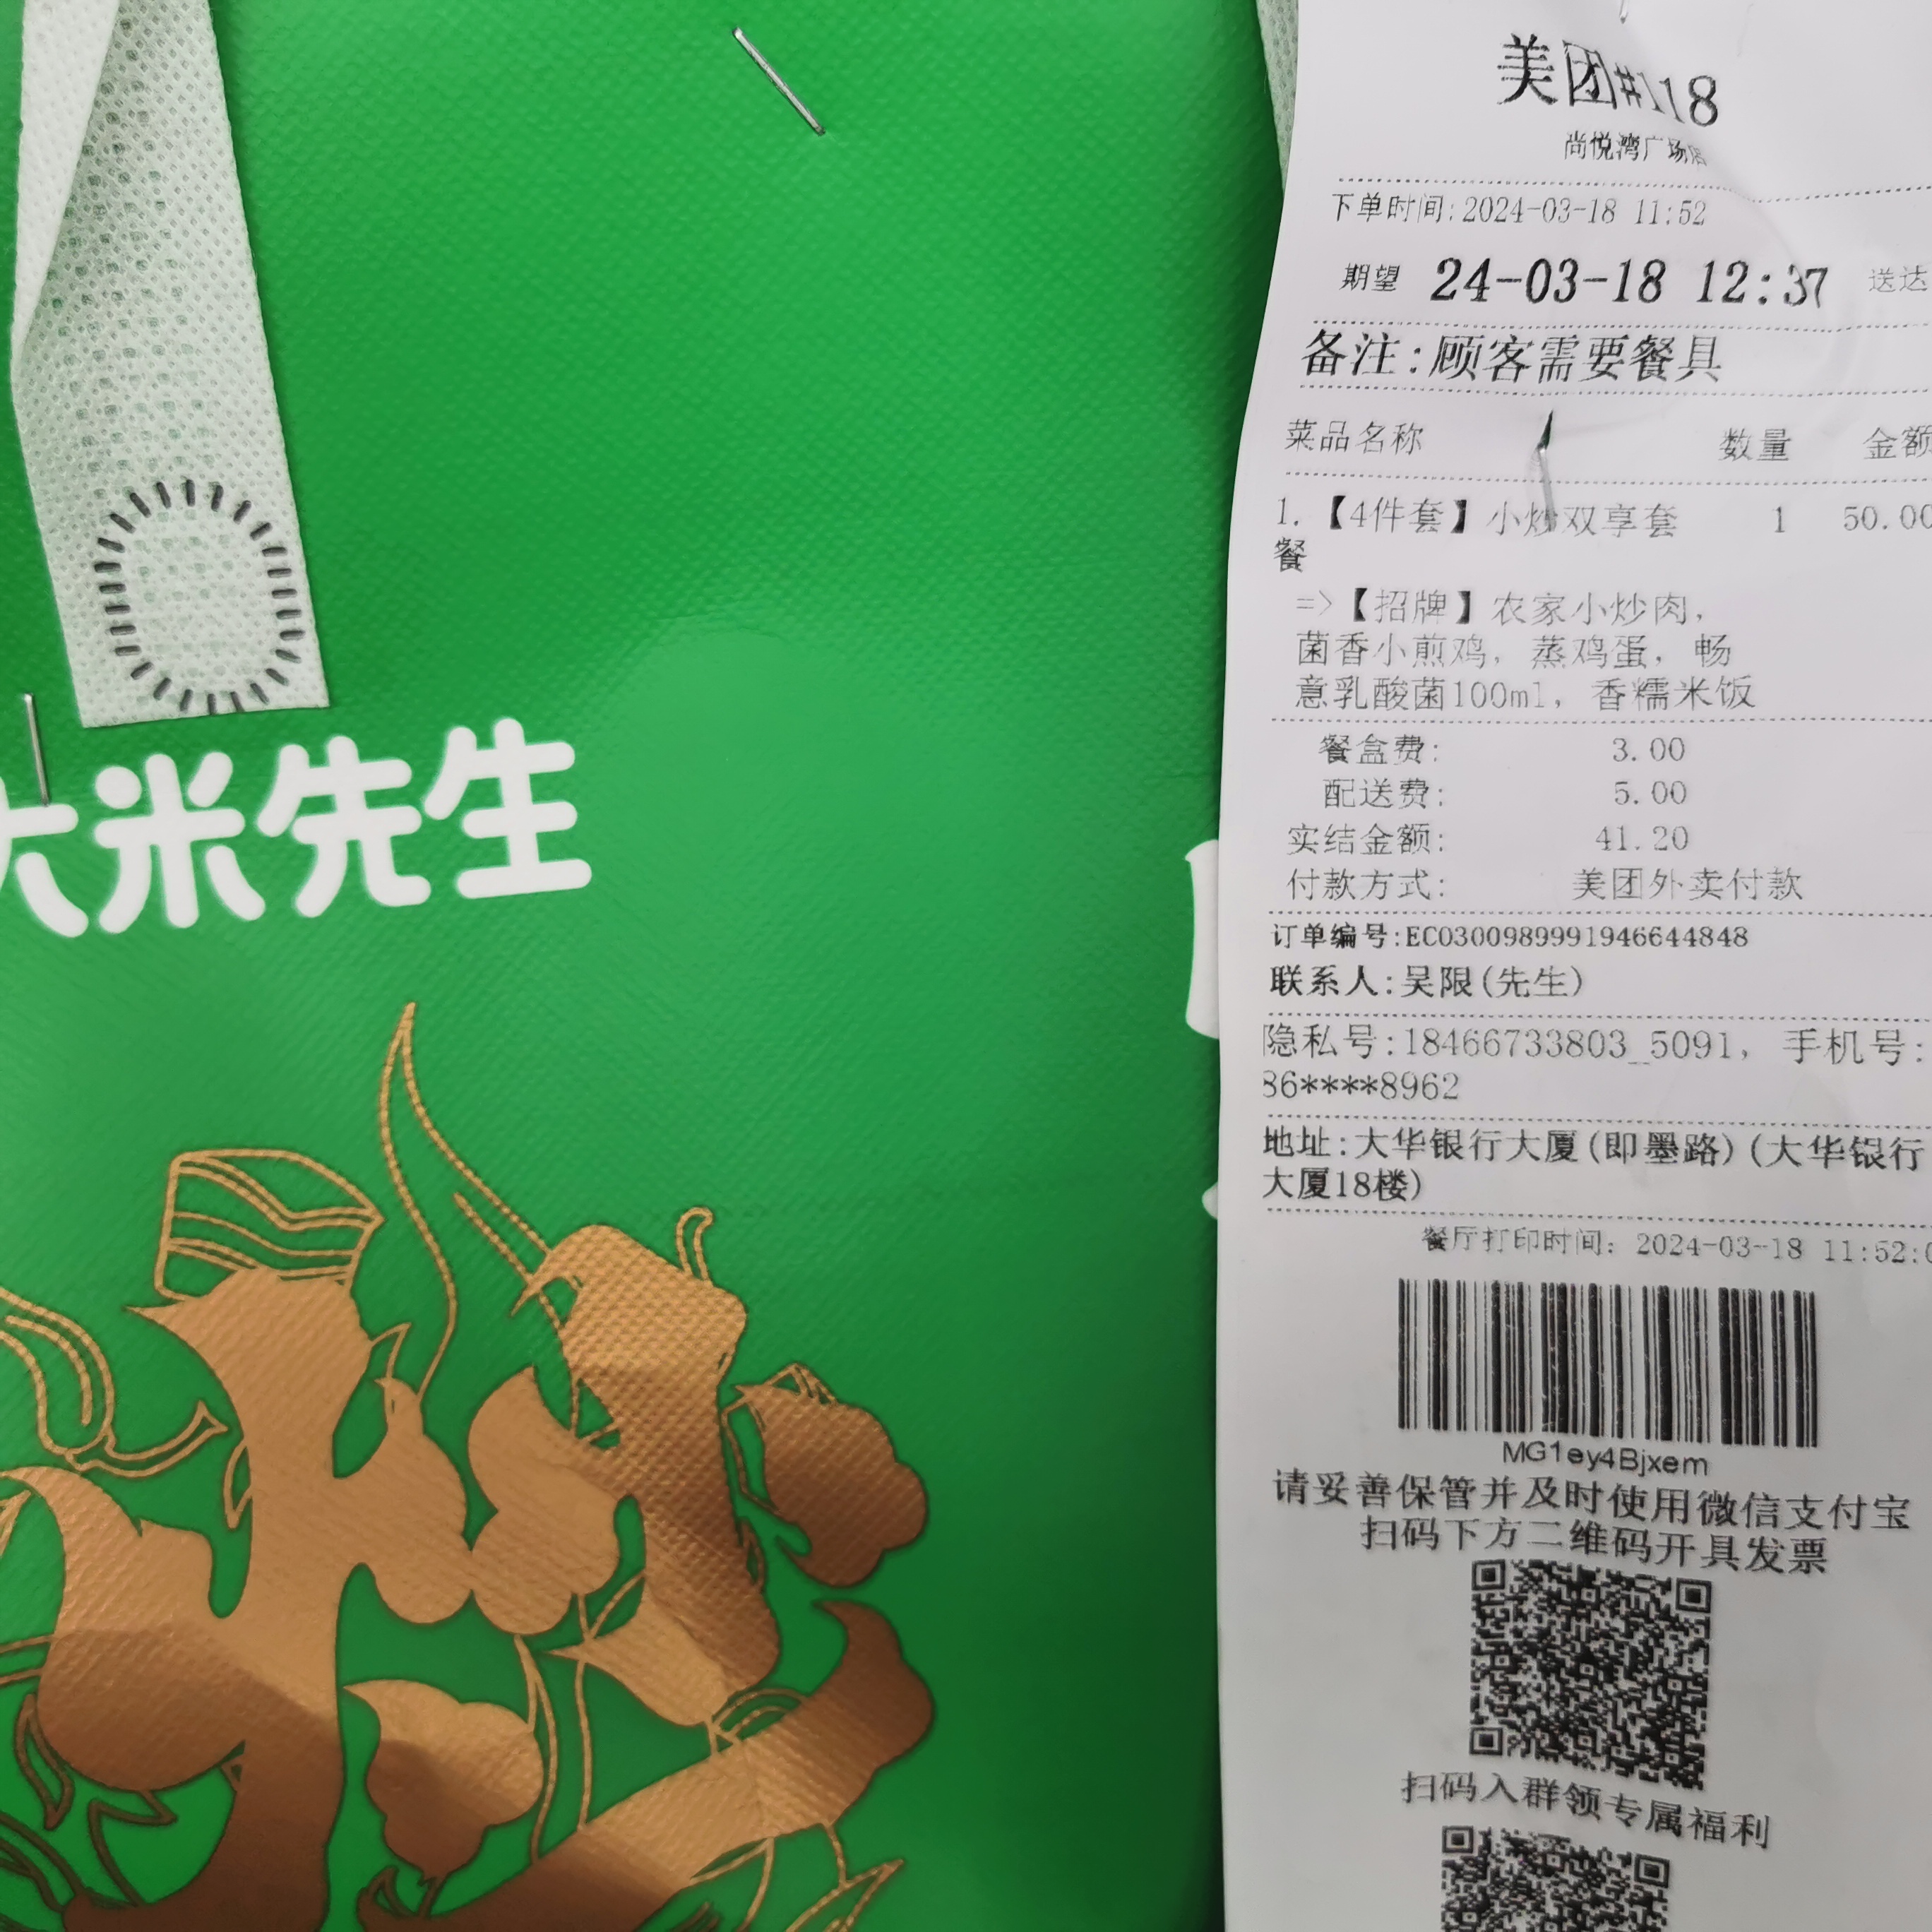 大米先生
美团#118
尚悦湾广场店
下单时间:2024-03-18 11:52
期望 24-03-18 12:37 送达
备注:顾客需要餐具
菜品名称 数量 金额
1.【4件套】小炒双享套 1 50.00
餐
=>【招牌】农家小炒肉,
菌香小煎鸡, 蒸鸡蛋, 畅
意乳酸菌100ml, 香糯米饭
餐盒费: 3.00
配送费: 5.00
实结金额: 41.20
付款方式: 美团外卖付款
订单编号:EC0300989991946644848
联系人:吴限(先生)
隐私号:18466733803_5091, 手机号:
86****8962
地址:大华银行大厦(即墨路)(大华银行
大厦18楼)
餐厅打印时间: 2024-03-18 11:52:0
MG1ey4Bjxem
请妥善保管并及时使用微信支付宝
扫码下方二维码开具发票
扫码入群领专属福利